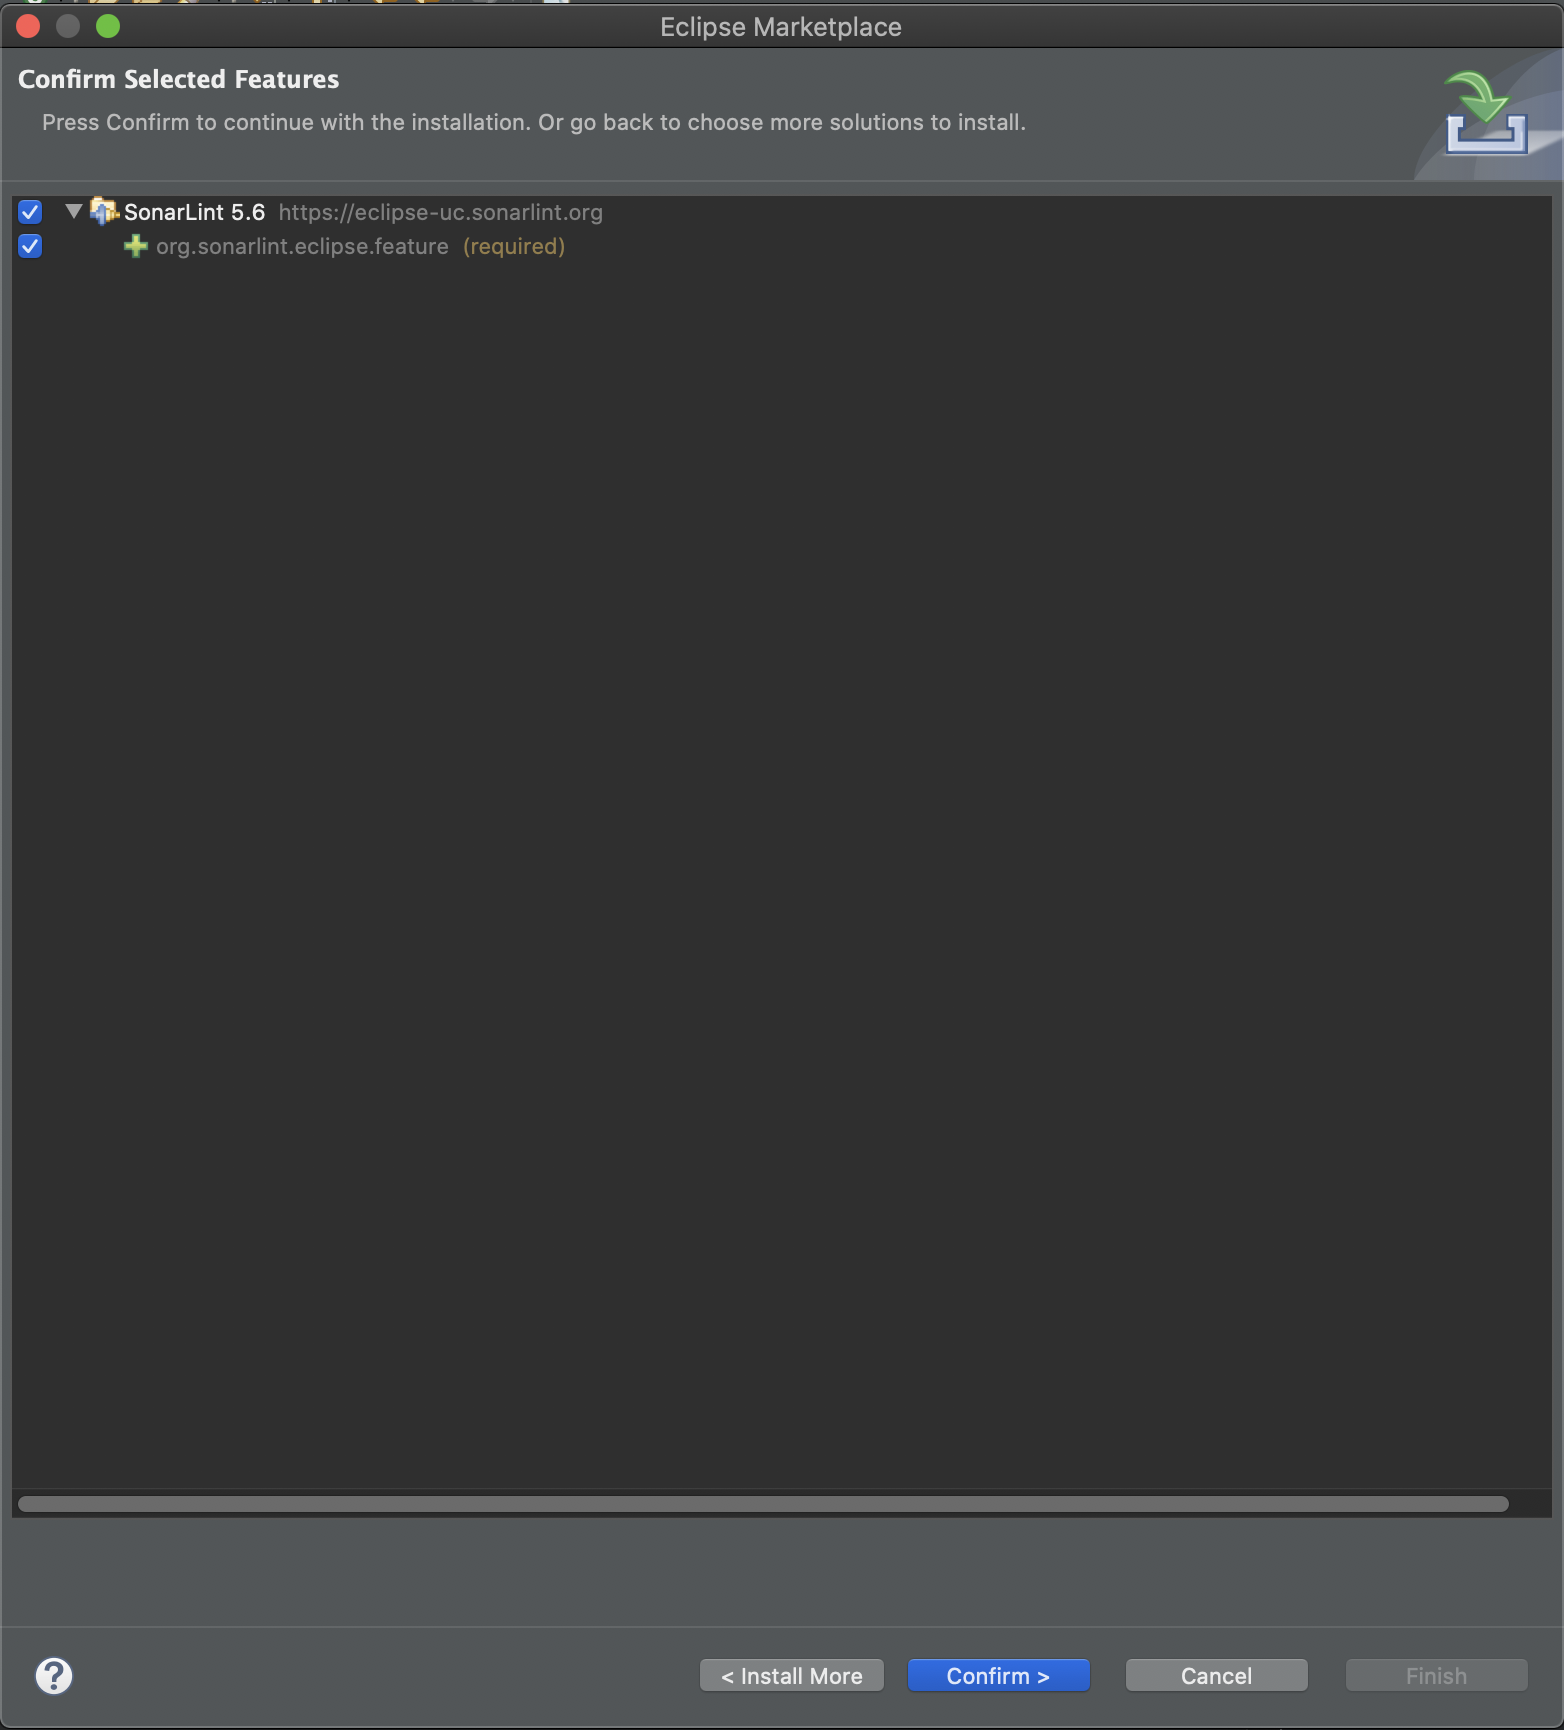 Eclipse Marketplace
Confirm Selected Features
Press Confirm to continue with the installation. Or go back to choose more solutions to install.
SonarLint 5.6 https://eclipse-uc.sonarlint.org
org.sonarlint.eclipse.feature (required)
? < Install More Confirm > Cancel Finish